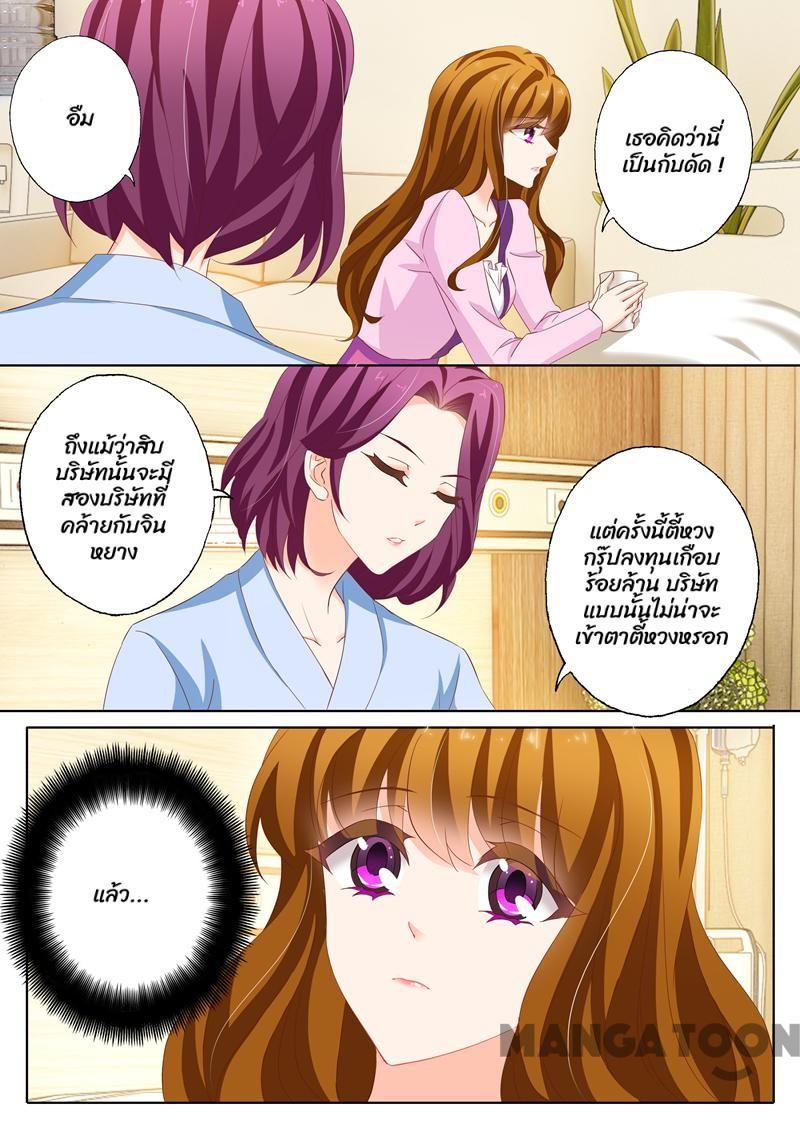 เธอคิดว่านี่
เป็นกับดัด !
อืม
ถึงแม้ว่าสิบ
บริษัทนั้นจะมี
สองบริษัทที่
คล้ายกับจิน
หยาง
แต่ครั้งนี้ตี้หวง
กรุ๊ปลงทุนเกือบ
ร้อยล้าน บริษัท
แบบนั้นไม่น่าจะ
เข้าตาตี้หวงหรอก
แล้ว...
MANGATOON